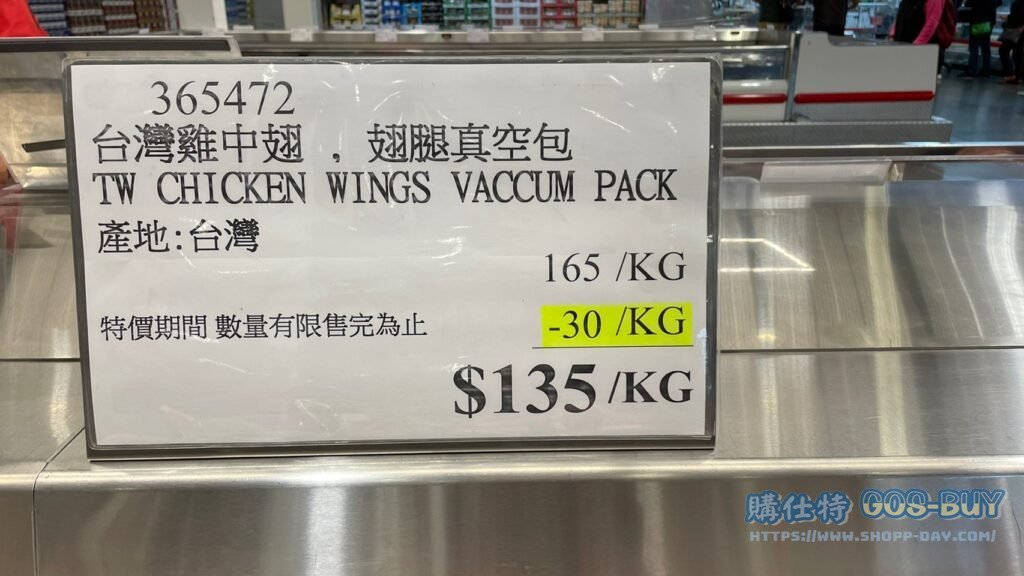 365472
台灣雞中翅 , 翅腿真空包
TW CHICKEN WINGS VACCUM PACK
產地:台灣
165 /KG
特價期間 數量有限售完為止
-30 /KG
$135/KG
購仕特 GOS-BUY
HTTPS://WWW.SHOPP-DAY.COM/